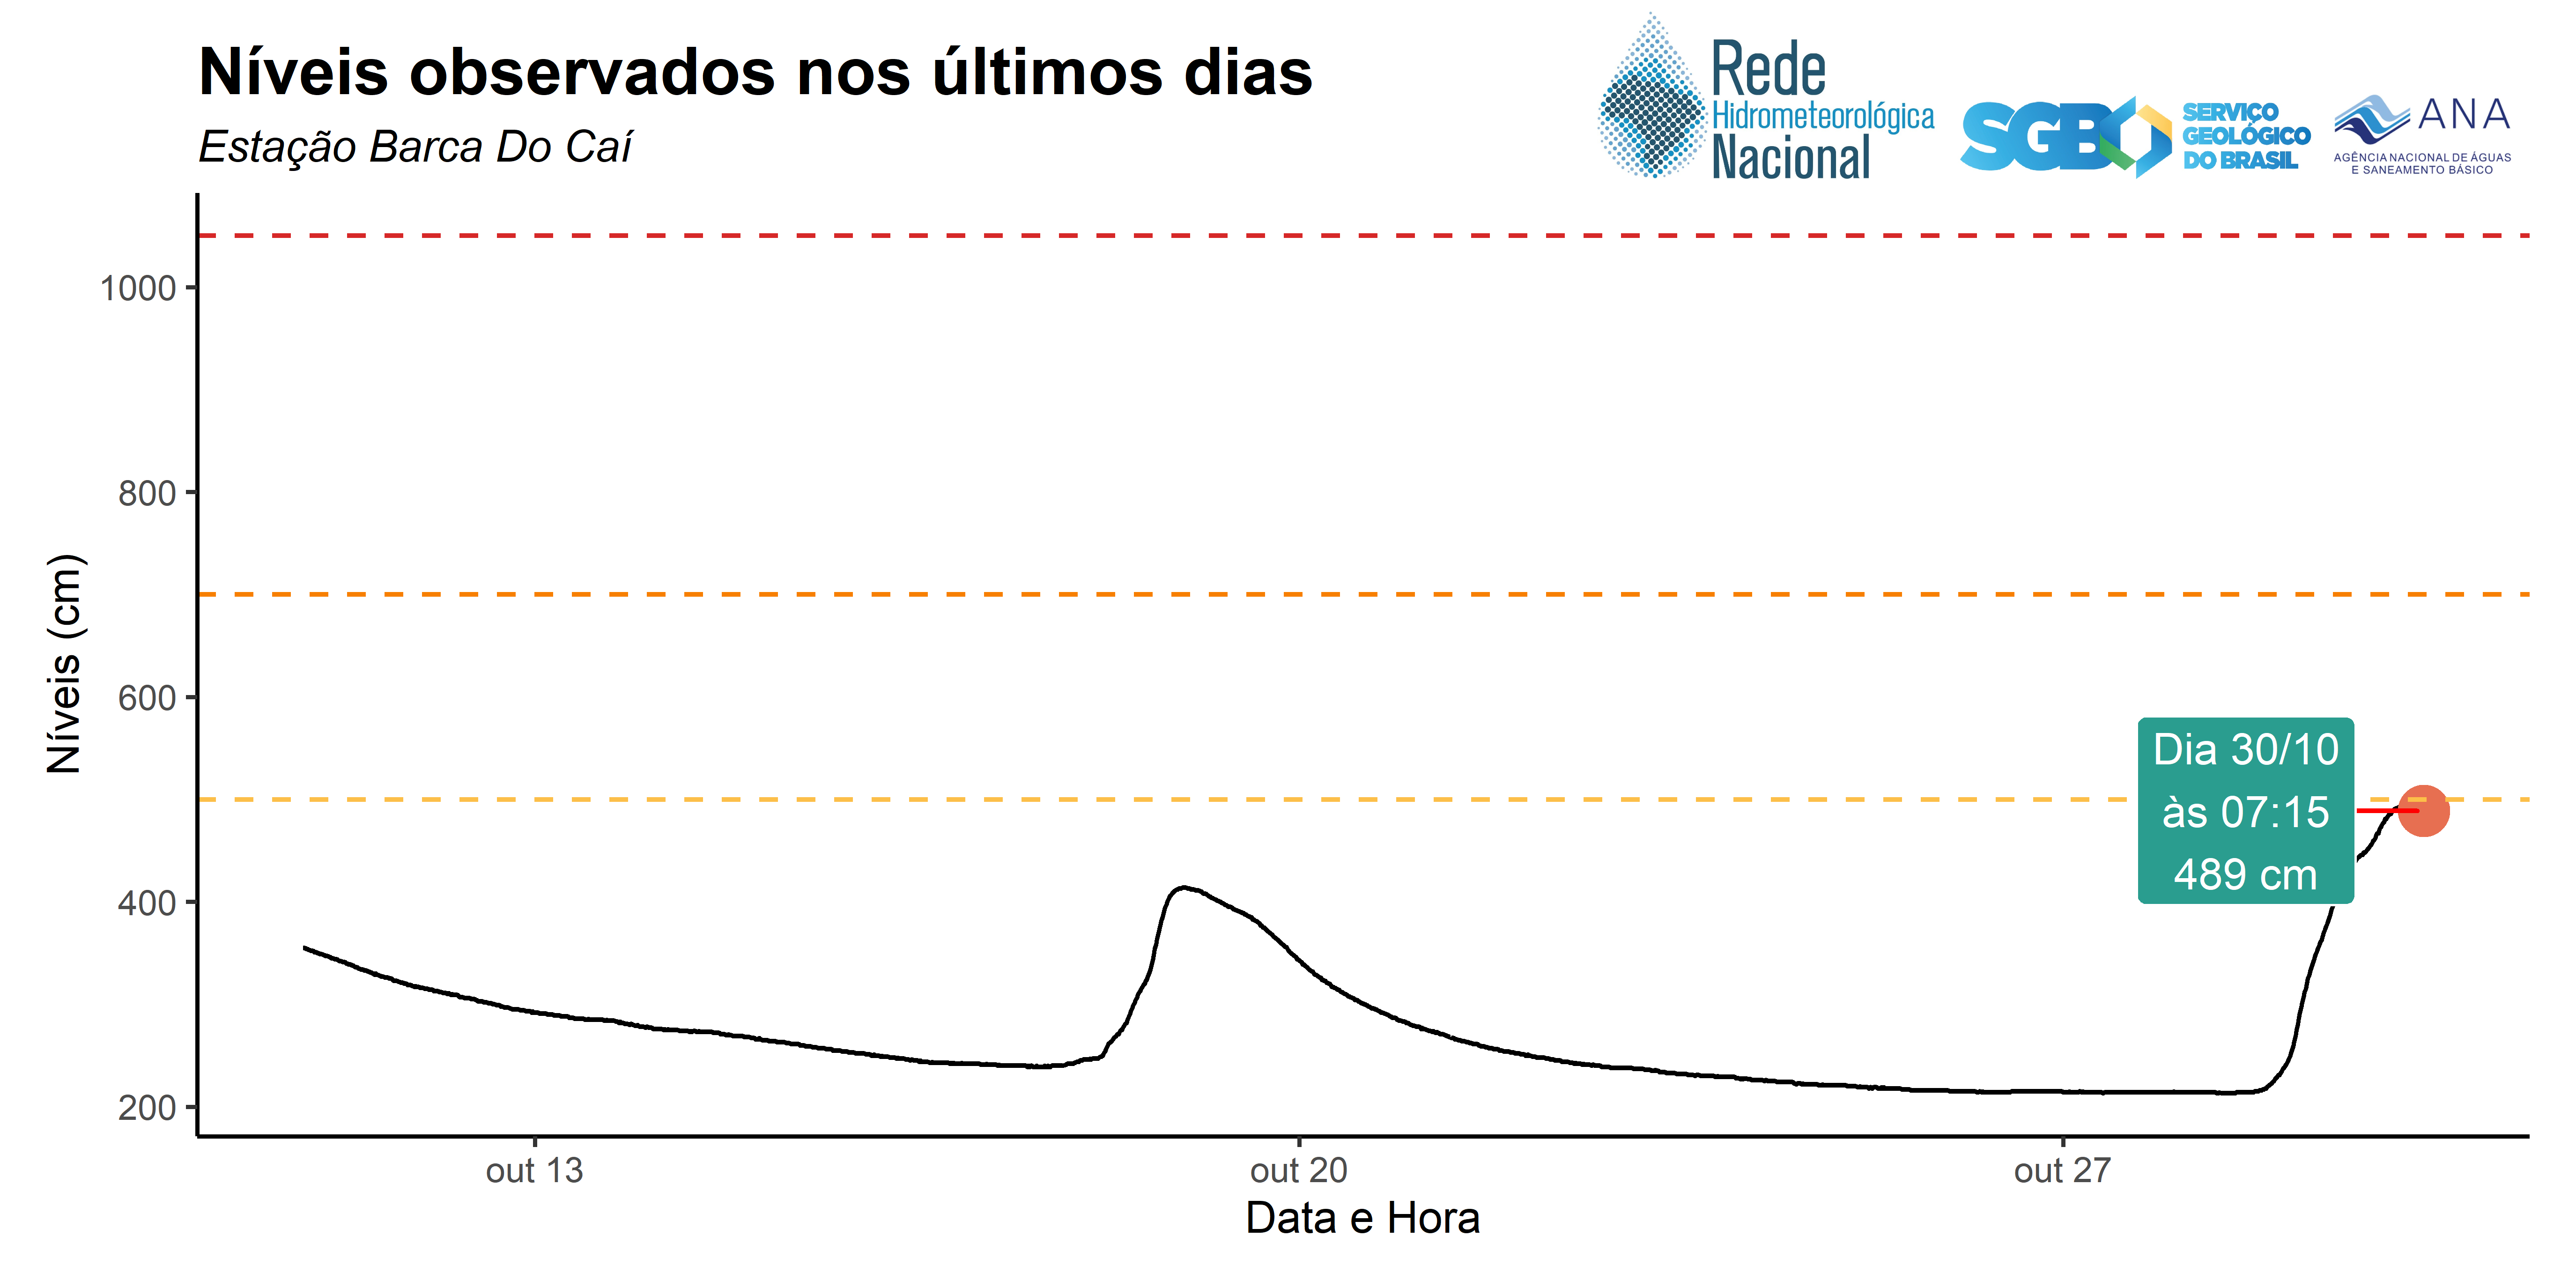 Níveis observados nos últimos dias
Estação Barca Do Caí
Rede
Hidrometeorológica
Nacional
SGB
SERVIÇO
GEOLÓGICO
DO BRASIL
ANA
AGÊNCIA NACIONAL DE ÁGUAS
E SANEAMENTO BÁSICO
Níveis (cm)
1000
800
600
400
200
Dia 30/10
às 07:15
489 cm
out 13
out 20
out 27
Data e Hora